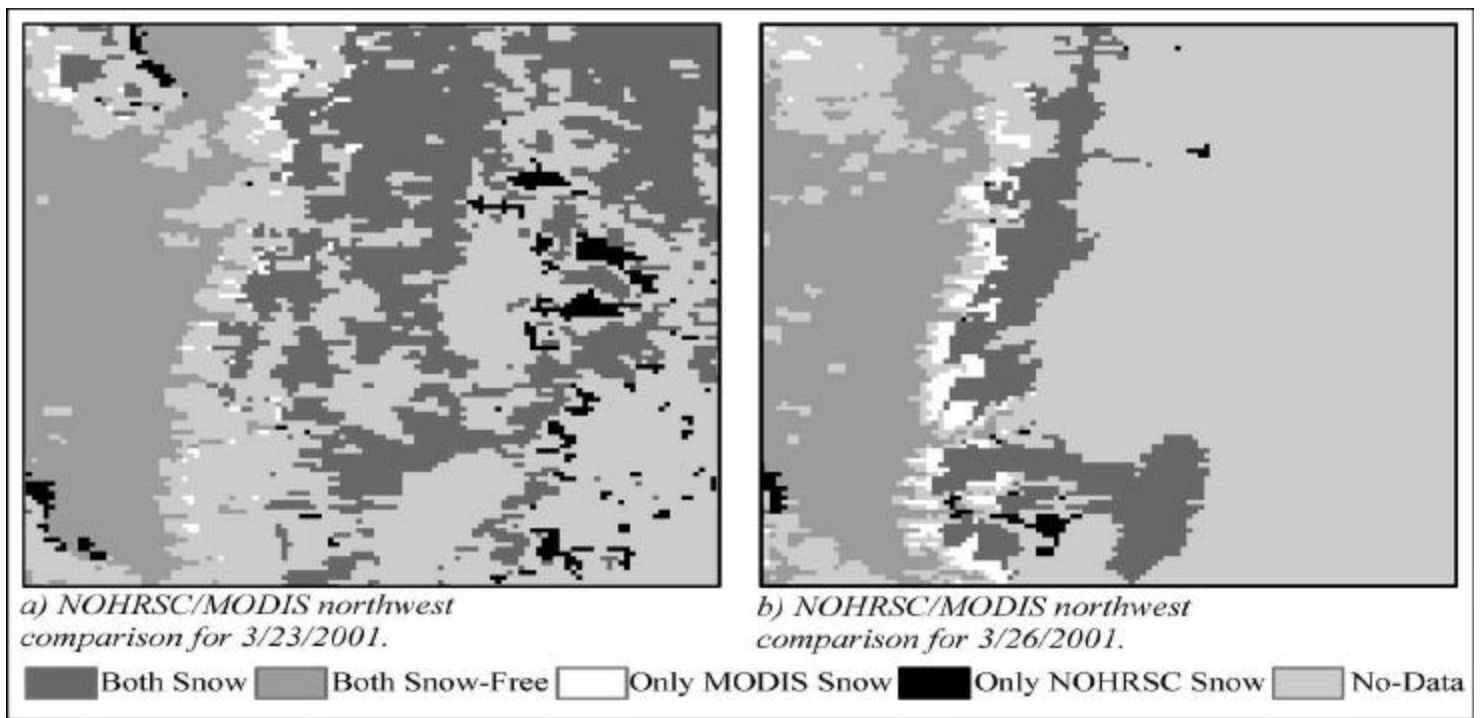 a) NOHRSC/MODIS northwest
comparison for 3/23/2001.
b) NOHRSC/MODIS northwest
comparison for 3/26/2001.
Both Snow Both Snow-Free Only MODIS Snow Only NOHRSC Snow No-Data